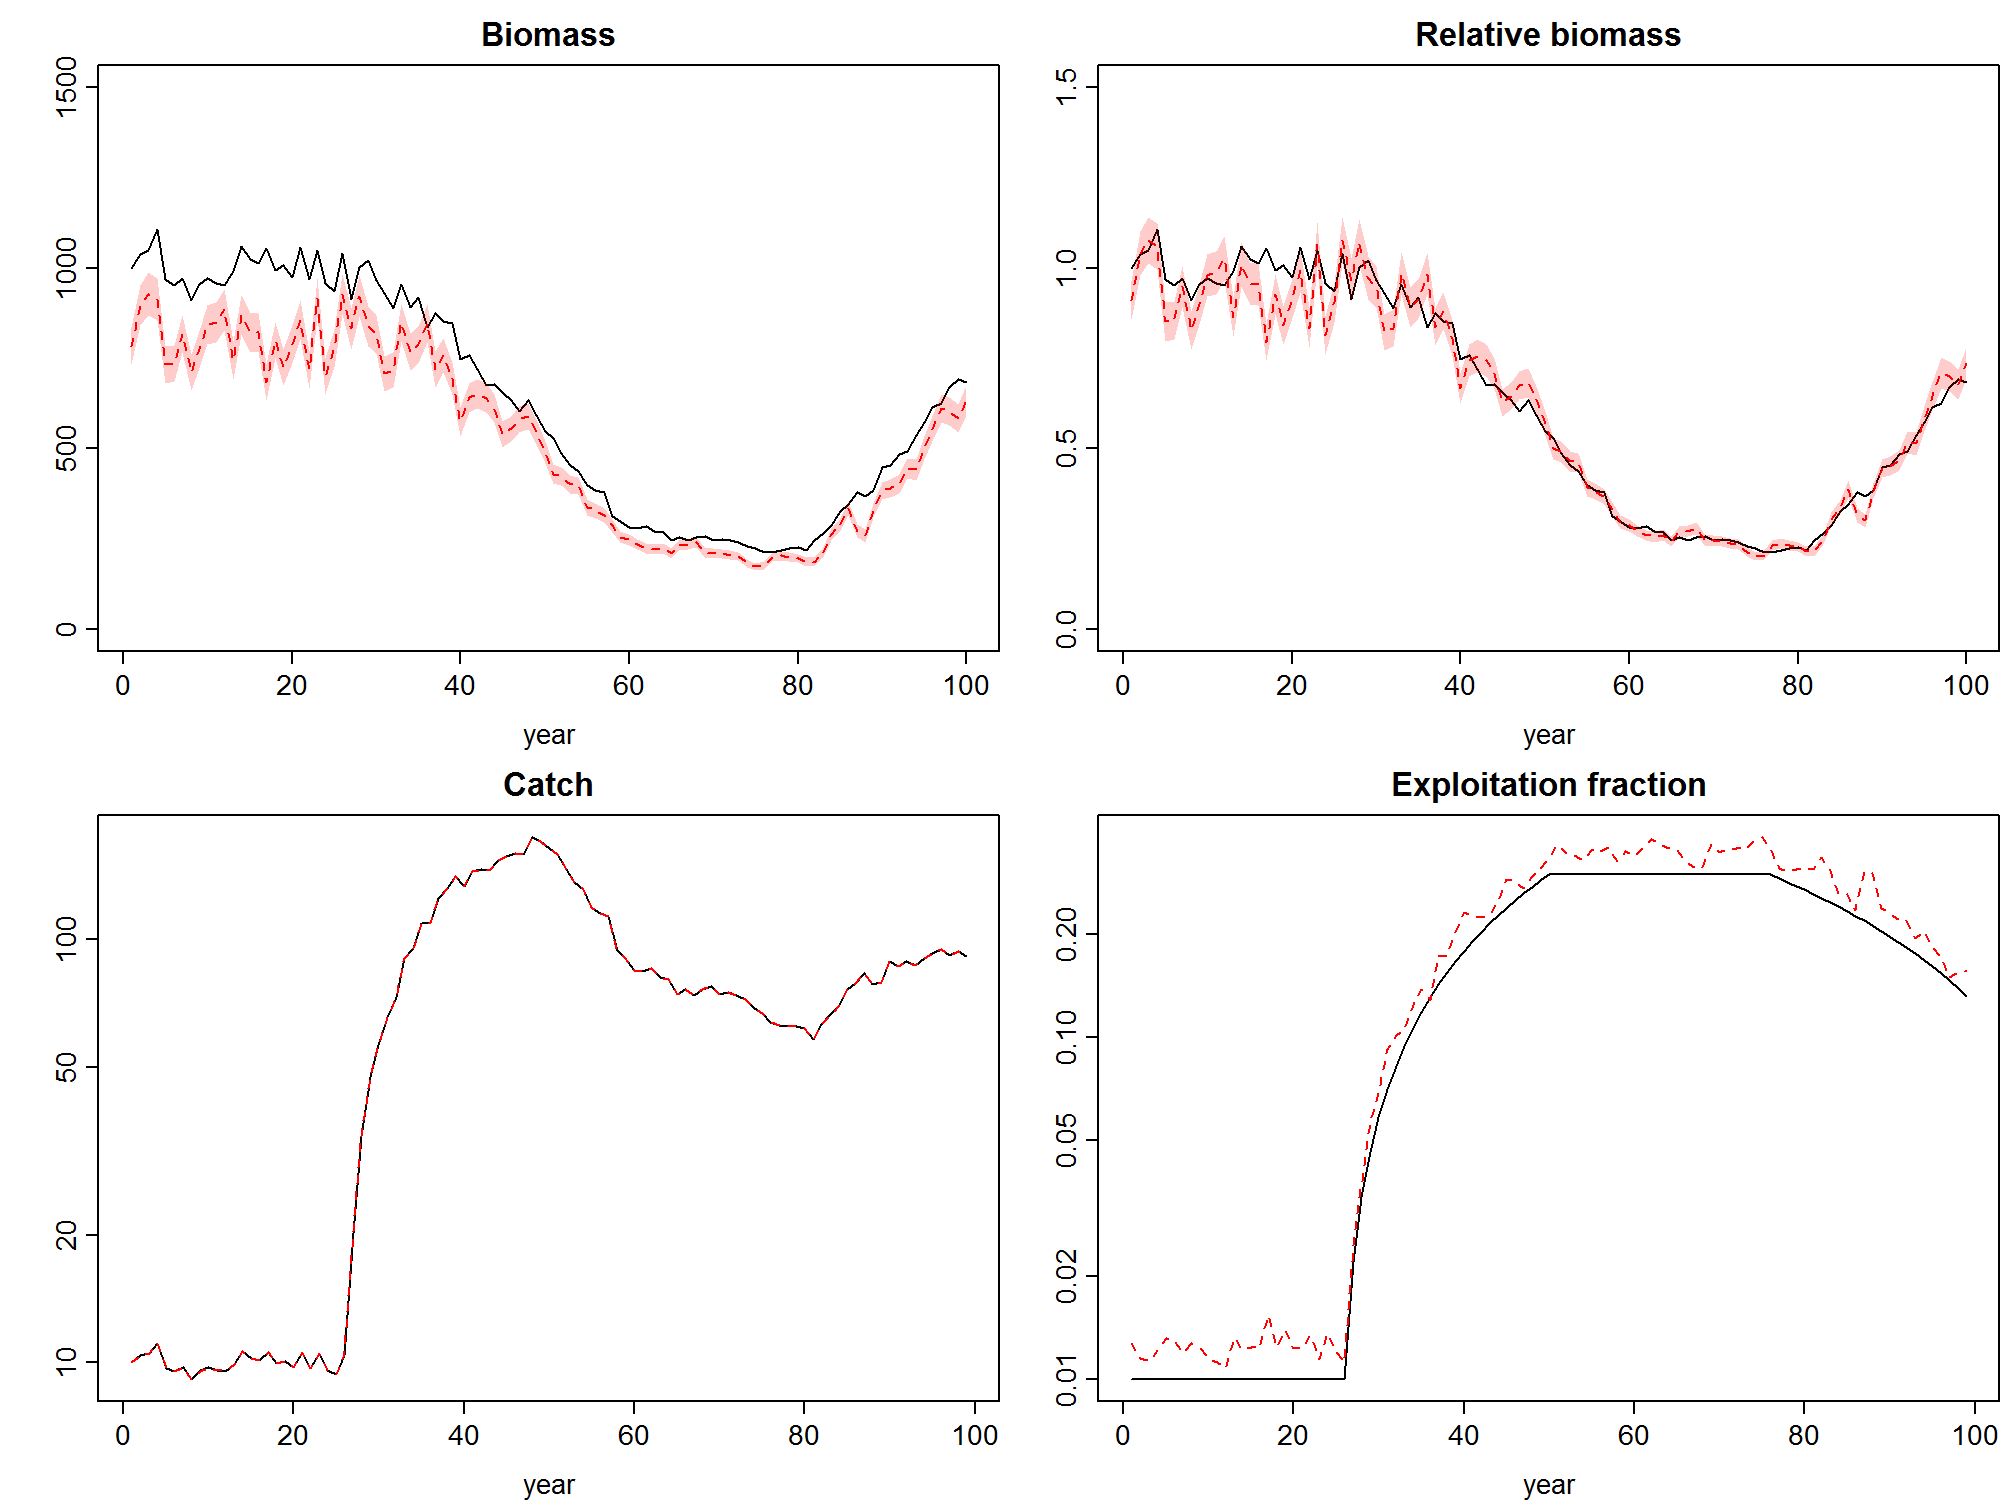 Biomass
1500
1000
500
0
0 20 40 60 80 100
year
Relative biomass
1.5
1.0
0.5
0.0
0 20 40 60 80 100
year
Catch
100
50
20
10
0 20 40 60 80 100
year
Exploitation fraction
0.20
0.10
0.05
0.02
0.01
0 20 40 60 80 100
year